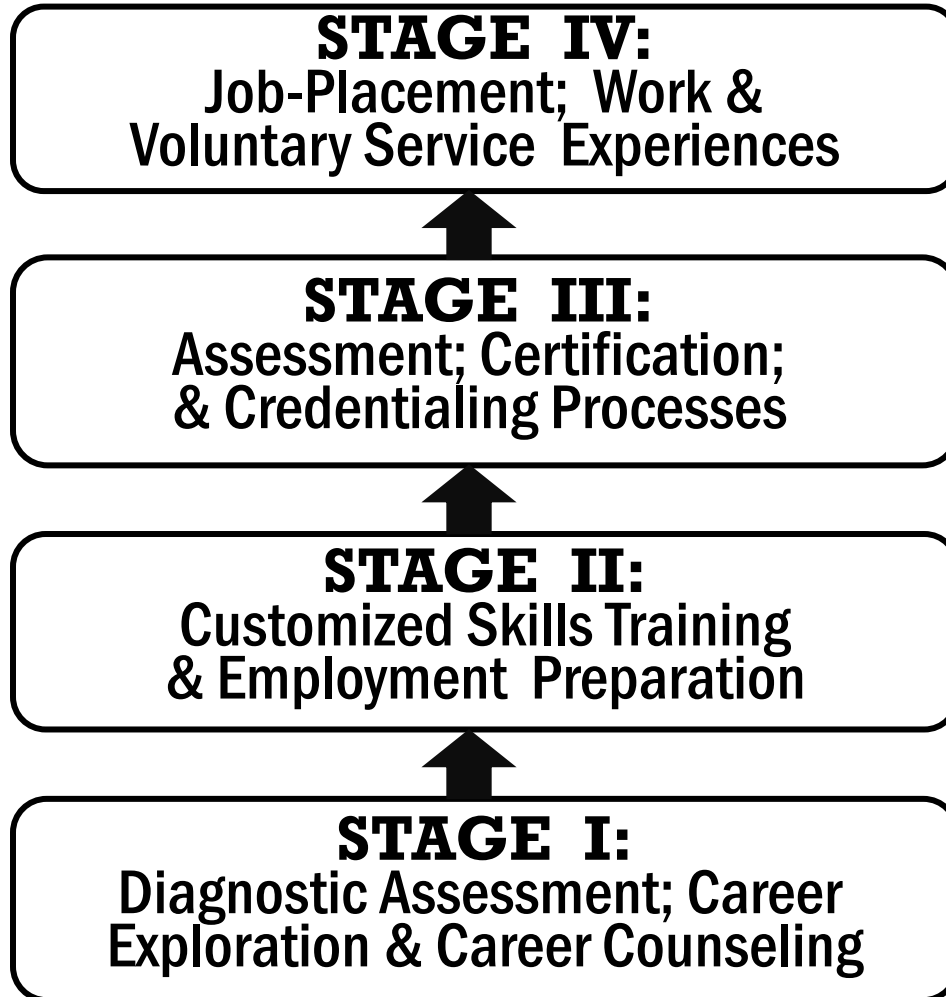 STAGE IV:
Job-Placement; Work &
Voluntary Service Experiences
STAGE III:
Assessment; Certification;
& Credentialing Processes
STAGE II:
Customized Skills Training
& Employment Preparation
STAGE I:
Diagnostic Assessment; Career
Exploration & Career Counseling